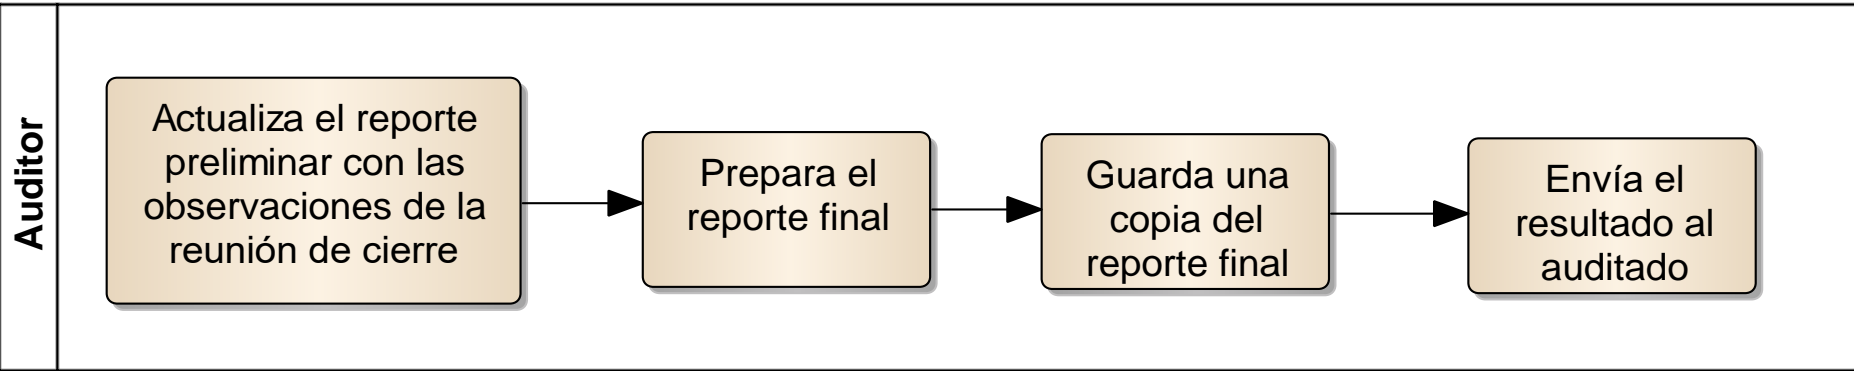 Auditor
Actualiza el reporte
preliminar con las
observaciones de la
reunión de cierre
Prepara el
reporte final
Guarda una
copia del
reporte final
Envía el
resultado al
auditado